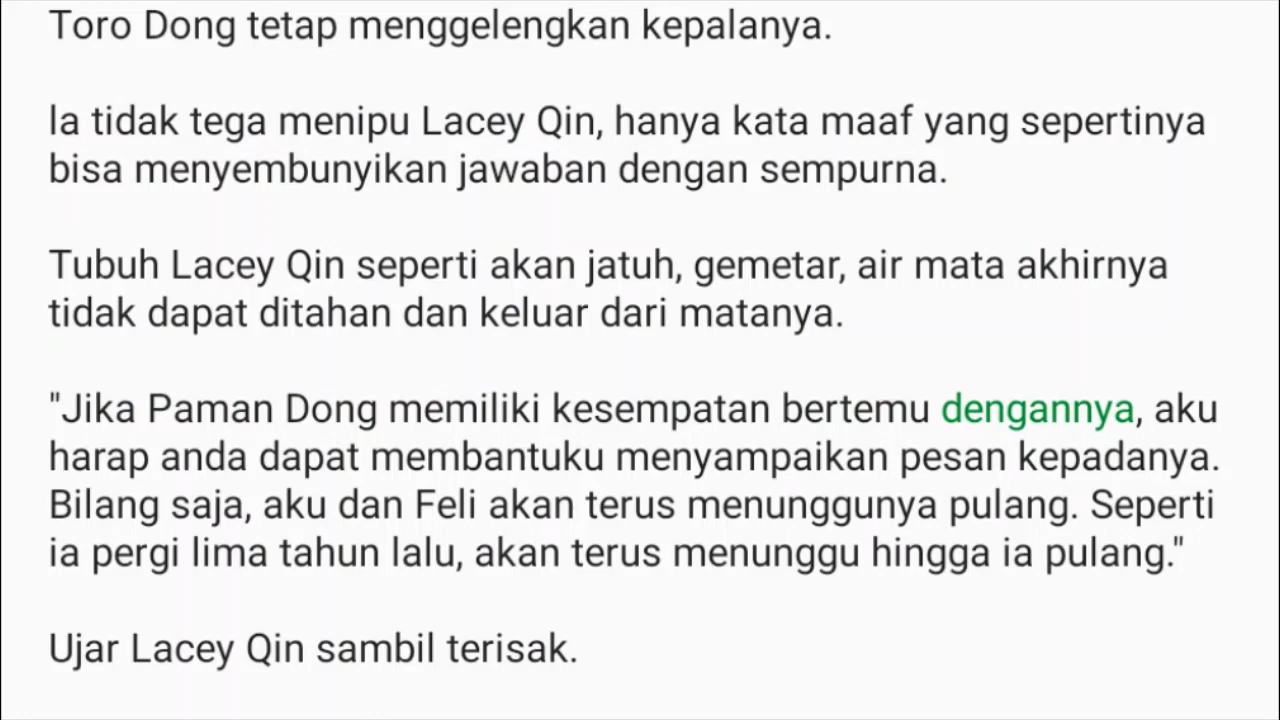 Toro Dong tetap menggelengkan kepalanya.
Ia tidak tega menipu Lacey Qin, hanya kata maaf yang sepertinya
bisa menyembunyikan jawaban dengan sempurna.
Tubuh Lacey Qin seperti akan jatuh, gemetar, air mata akhirnya
tidak dapat ditahan dan keluar dari matanya.
"Jika Paman Dong memiliki kesempatan bertemu dengannya, aku
harap anda dapat membantuku menyampaikan pesan kepadanya.
Bilang saja, aku dan Feli akan terus menunggunya pulang. Seperti
ia pergi lima tahun lalu, akan terus menunggu hingga ia pulang."
Ujar Lacey Qin sambil terisak.